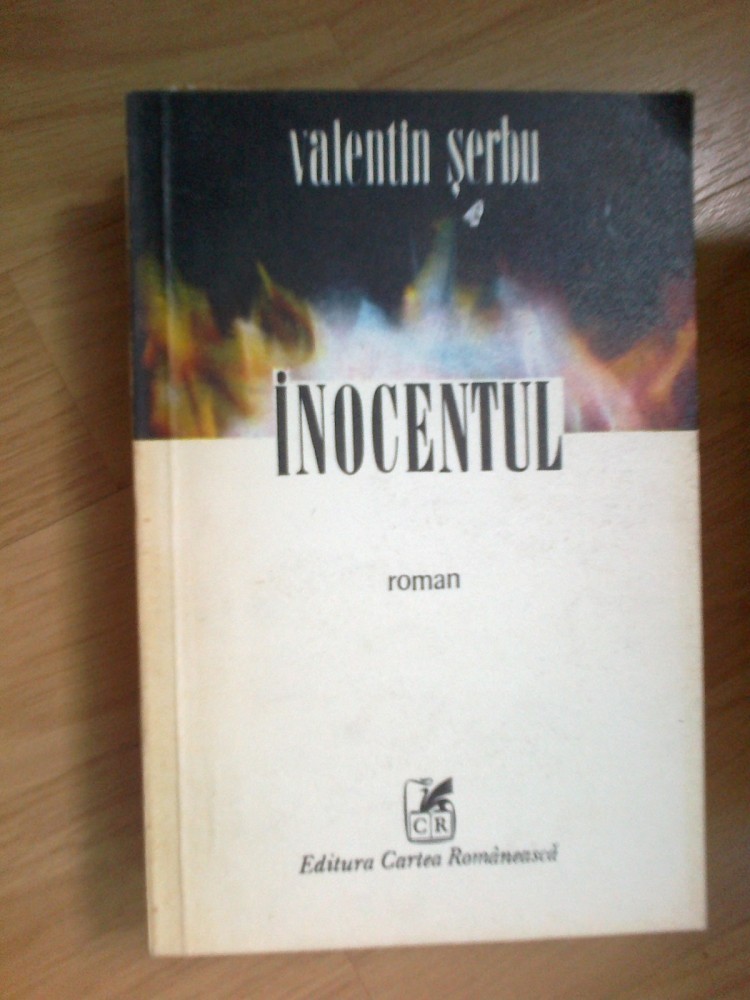 valentin şerbu
iNOCENTUL
roman
CR
Editura Cartea Românească